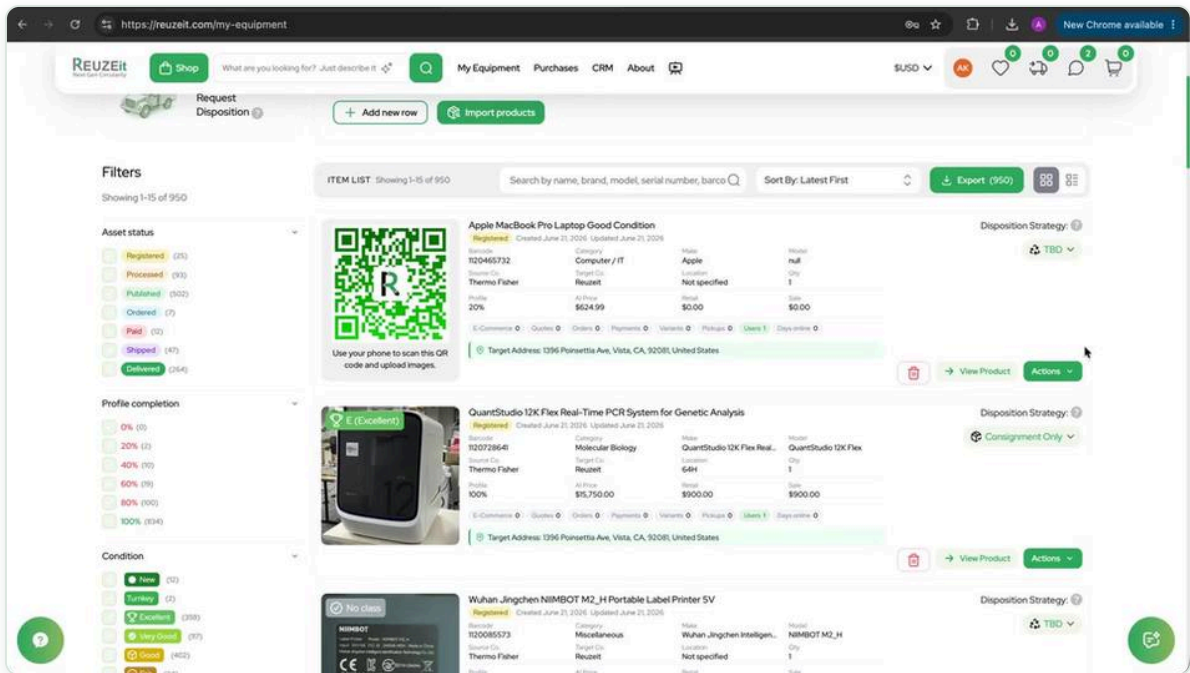 https://reuzeit.com/my-equipment
New Chrome available
REUZEit
Next Gen Circularity
Shop
What are you looking for? Just describe it
My Equipment
Purchases
CRM
About
$USD
AK
0
0
2
0
Request
Disposition
Add new row
Import products
Filters
Showing 1-15 of 950
ITEM LIST Showing 1-15 of 950
Search by name, brand, model, serial number, barco
Sort By: Latest First
Export (950)
Asset status
Registered (25)
Processed (93)
Published (502)
Ordered (7)
Paid (12)
Shipped (47)
Delivered (264)
Profile completion
0% (0)
20% (2)
40% (10)
60% (19)
80% (100)
100% (834)
Condition
New (12)
Turnkey (2)
Excellent (359)
Very Good (117)
Good (402)
R
Use your phone to scan this QR
code and upload images.
Apple MacBook Pro Laptop Good Condition
Registered Created June 21, 2026 Updated June 21, 2026
Barcode Category Make Model
1120465732 Computer / IT Apple null
Source Co. Target Co. Location Qty
Thermo Fisher Reuzeit Not specified 1
Profile AI Price Retail Sale
20% $624.99 $0.00 $0.00
E-Commerce 0 Quotes 0 Orders 0 Payments 0 Variants 0 Pickups 0 Users 1 Days online 0
Target Address: 1396 Poinsettia Ave, Vista, CA, 92081, United States
Disposition Strategy:
TBD
View Product
Actions
E (Excellent)
12
QuantStudio 12K Flex Real-Time PCR System for Genetic Analysis
Registered Created June 21, 2026 Updated June 21, 2026
Barcode Category Make Model
1120728641 Molecular Biology QuantStudio 12K Flex Real... QuantStudio 12K Flex
Source Co. Target Co. Location Qty
Thermo Fisher Reuzeit 64H 1
Profile AI Price Retail Sale
100% $15,750.00 $900.00 $900.00
E-Commerce 0 Quotes 0 Orders 0 Payments 0 Variants 0 Pickups 0 Users 1 Days online 0
Target Address: 1396 Poinsettia Ave, Vista, CA, 92081, United States
Disposition Strategy:
Consignment Only
View Product
Actions
No class
NIIMBOT
Wuhan Jingchen NIIMBOT M2_H Portable Label Printer 5V
Registered Created June 21, 2026 Updated June 21, 2026
Barcode Category Make Model
1120085573 Miscellaneous Wuhan Jingchen Intelligen... NIIMBOT M2_H
Source Co. Target Co. Location Qty
Thermo Fisher Reuzeit Not specified 1
Profile AI Price Retail Sale
Disposition Strategy:
TBD